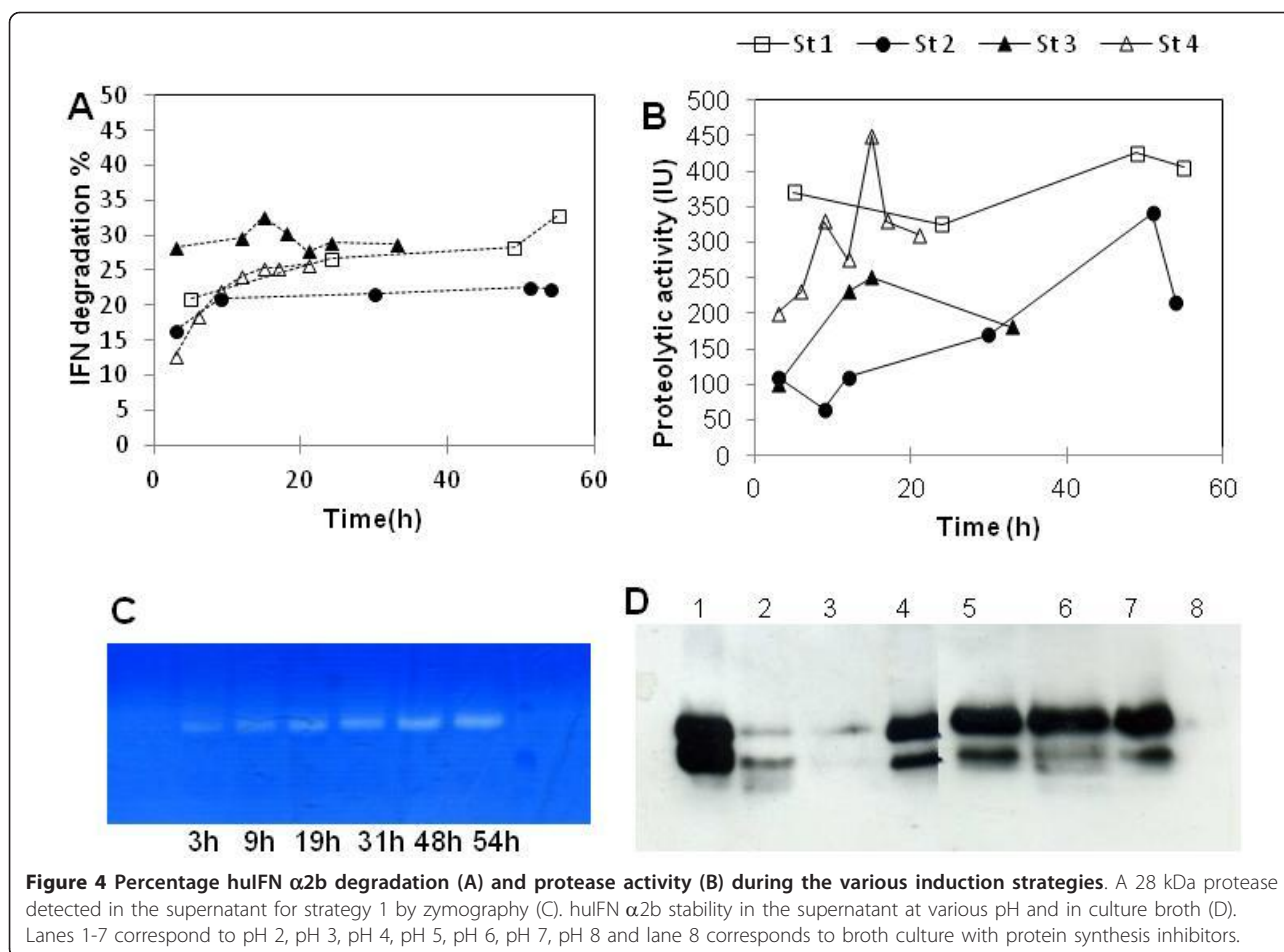 St 1 St 2 St 3 St 4
A
50
45
40
35
30
25
20
15
10
5
0
IFN degradation %
0 20 40 60
Time(h)
B
500
450
400
350
300
250
200
150
100
50
0
Proteolytic activity (IU)
0 20 40 60
Time (h)
C
3h 9h 19h 31h 48h 54h
D
1 2 3 4 5 6 7 8
Figure 4 Percentage huIFN α2b degradation (A) and protease activity (B) during the various induction strategies. A 28 kDa protease
detected in the supernatant for strategy 1 by zymography (C). huIFN α2b stability in the supernatant at various pH and in culture broth (D).
Lanes 1-7 correspond to pH 2, pH 3, pH 4, pH 5, pH 6, pH 7, pH 8 and lane 8 corresponds to broth culture with protein synthesis inhibitors.